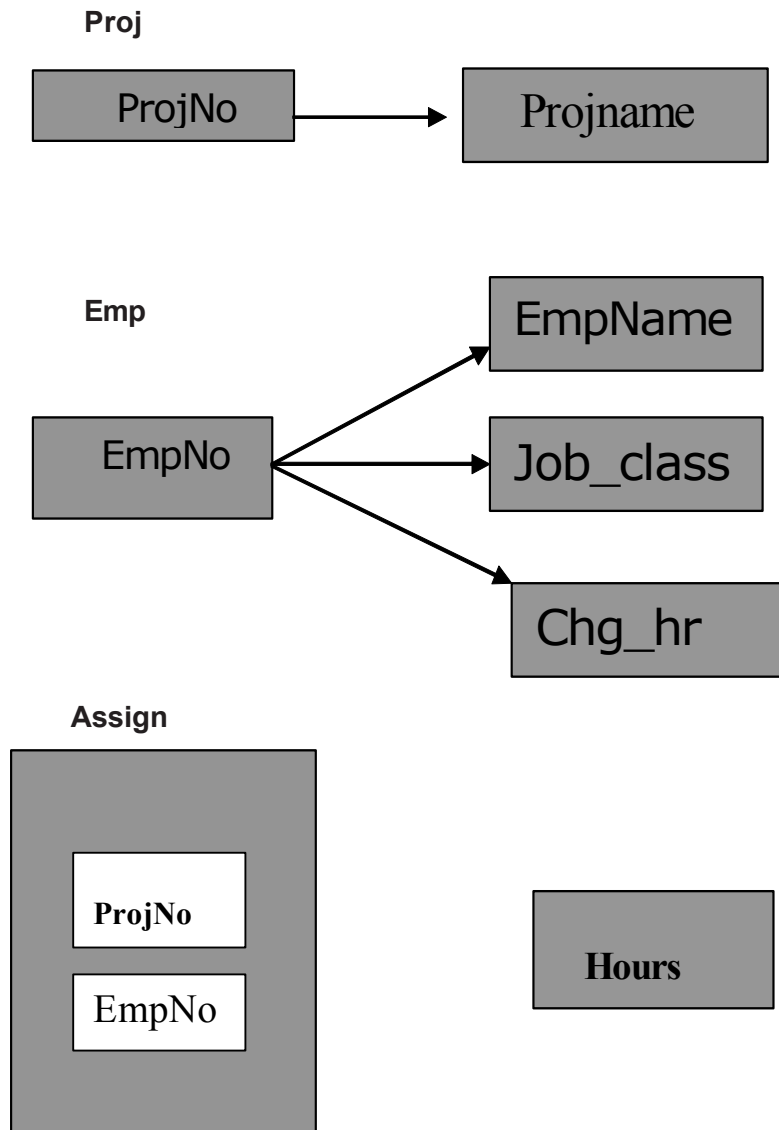 Proj
ProjNo
Projname
Emp
EmpName
EmpNo
Job_class
Chg_hr
Assign
ProjNo
Hours
EmpNo